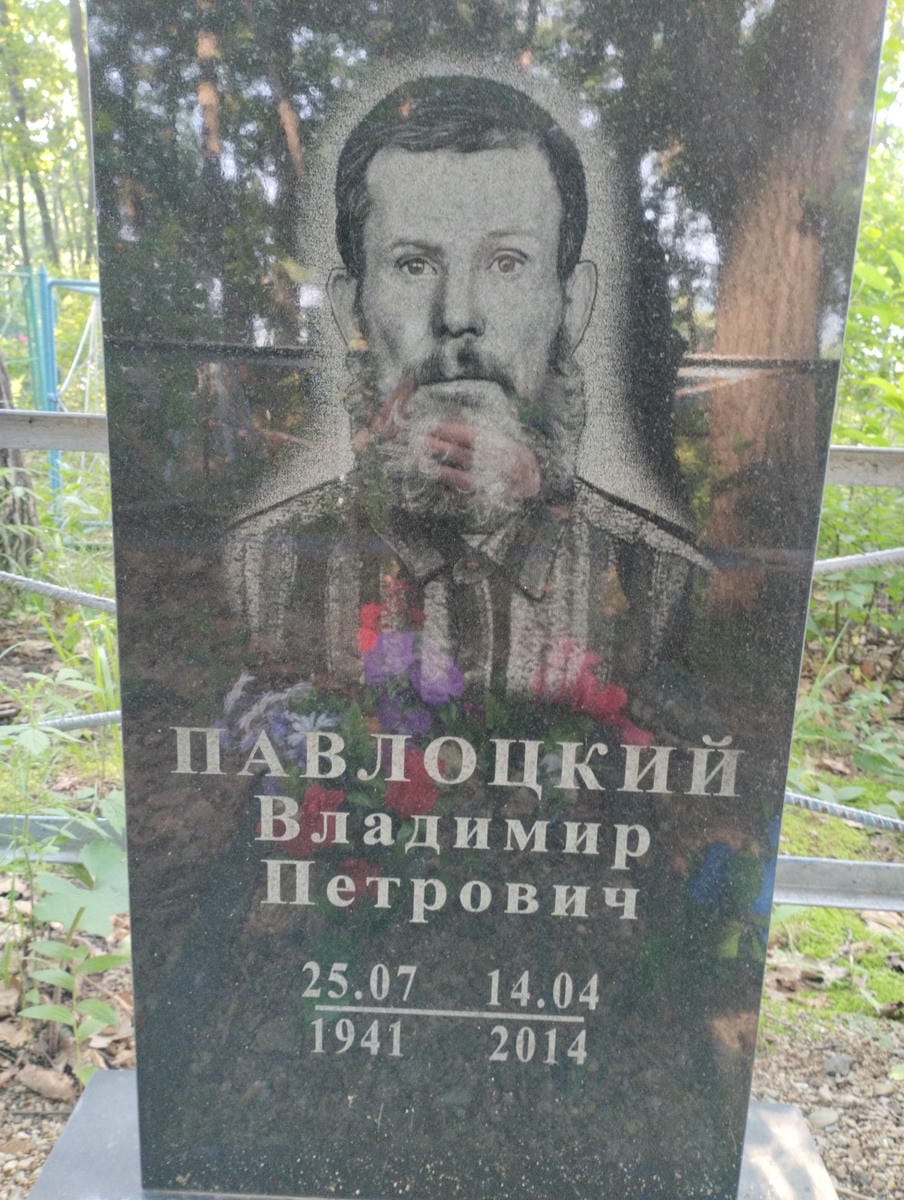 ПАВЛОЦКИЙ
Владимир
Петрович
25.07 14.04
1941 2014